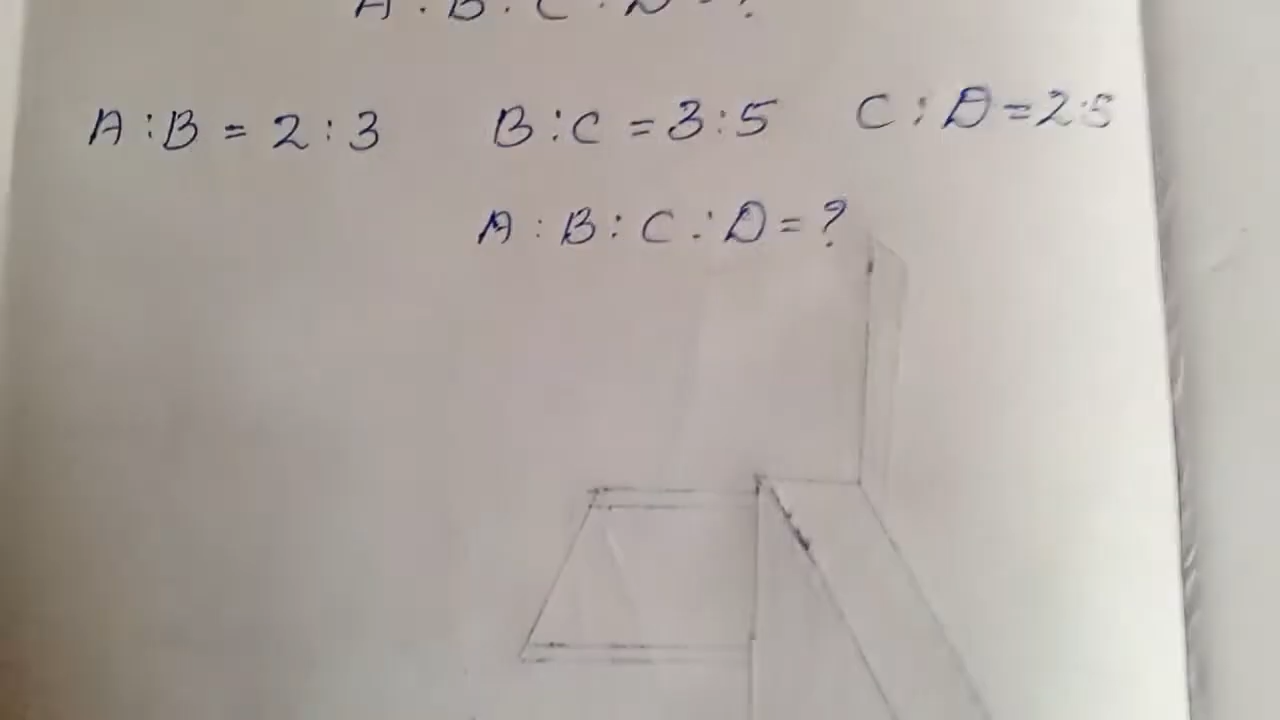 A : B : C : D = ?
A : B = 2 : 3 B : C = 3 : 5 C : D = 2 : 5
A : B : C : D = ?